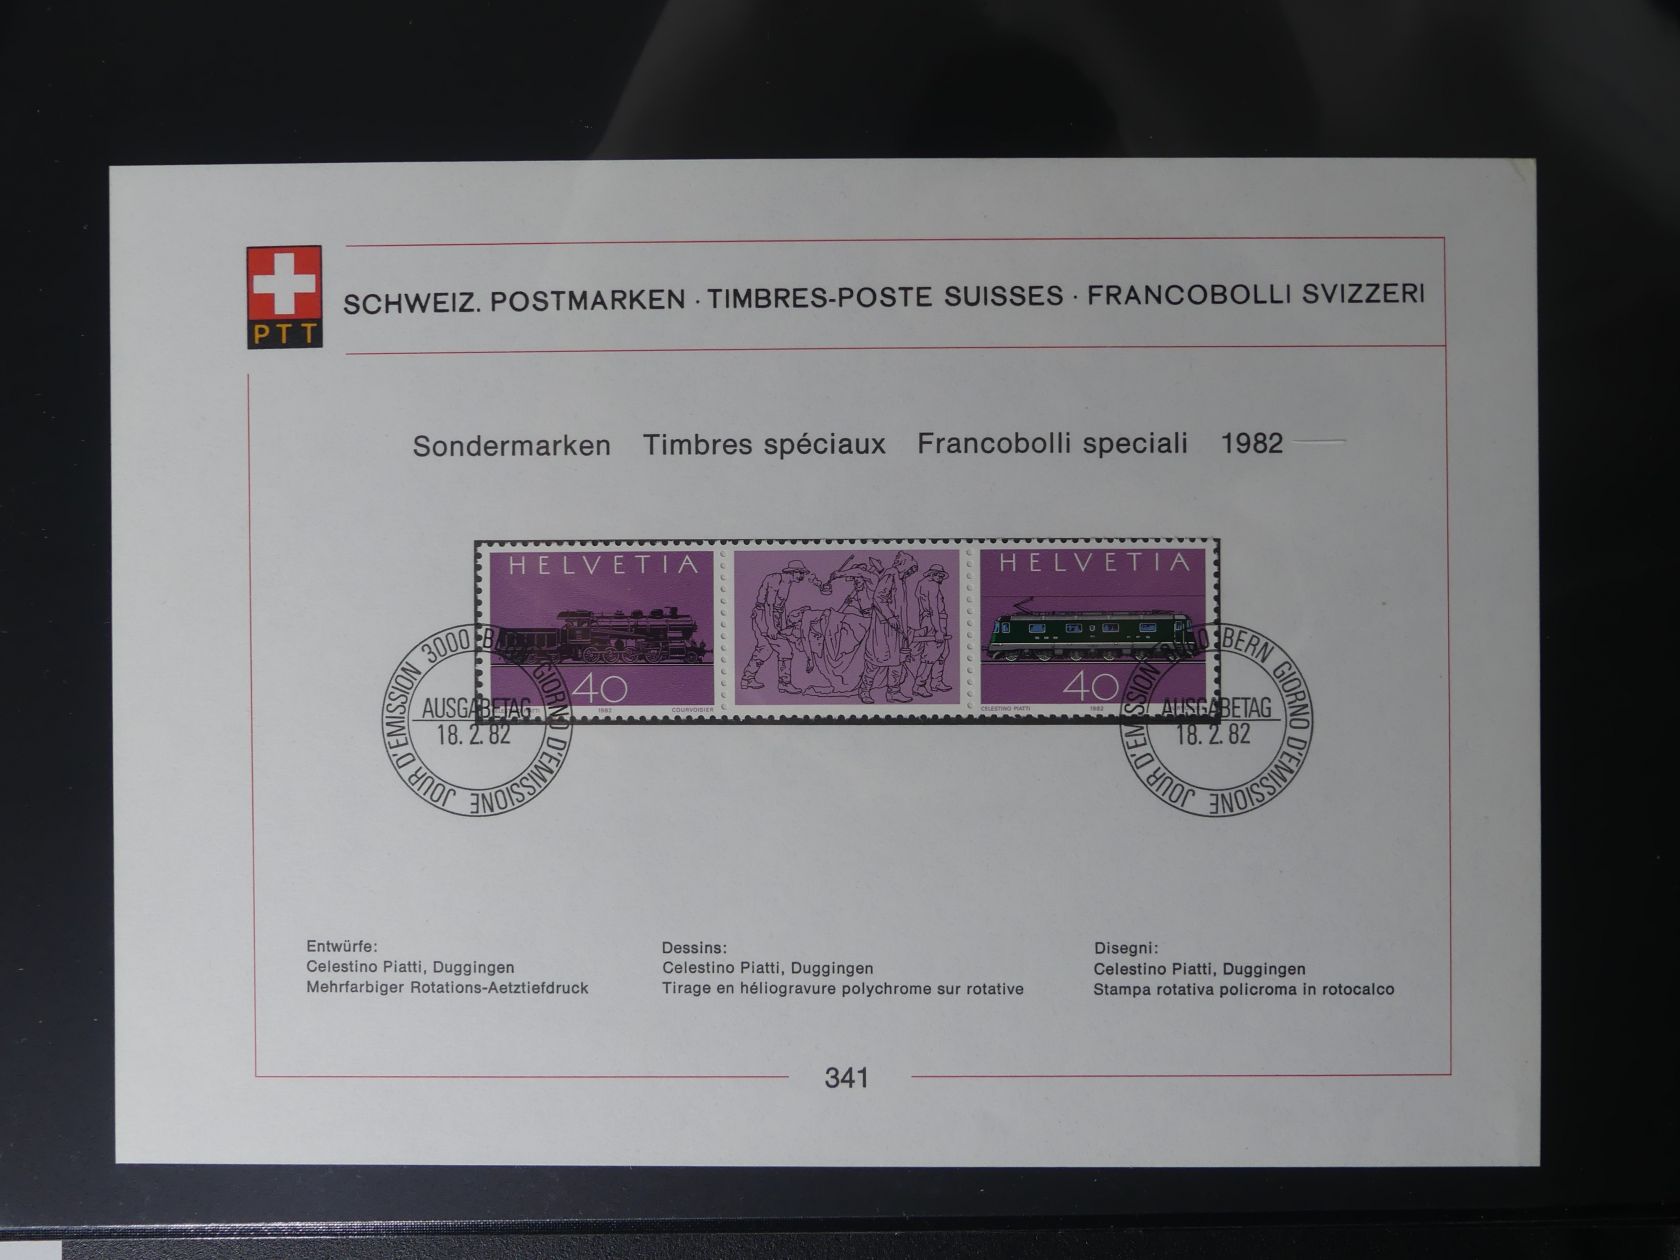 PTT
SCHWEIZ. POSTMARKEN · TIMBRES-POSTE SUISSES · FRANCOBOLLI SVIZZERI
Sondermarken Timbres spéciaux Francobolli speciali 1982
HELVETIA
40
1982
COURVOISIER
HELVETIA
40
CELESTINO PIATTI
1982
3000 BERN GIORNO D'EMISSIONE JOUR D'EMISSION
AUSGABETAG
18.2.82
3000 BERN GIORNO D'EMISSIONE JOUR D'EMISSION
AUSGABETAG
18.2.82
Entwürfe:
Celestino Piatti, Duggingen
Mehrfarbiger Rotations-Aetztiefdruck
Dessins:
Celestino Piatti, Duggingen
Tirage en héliogravure polychrome sur rotative
Disegni:
Celestino Piatti, Duggingen
Stampa rotativa policroma in rotocalco
341